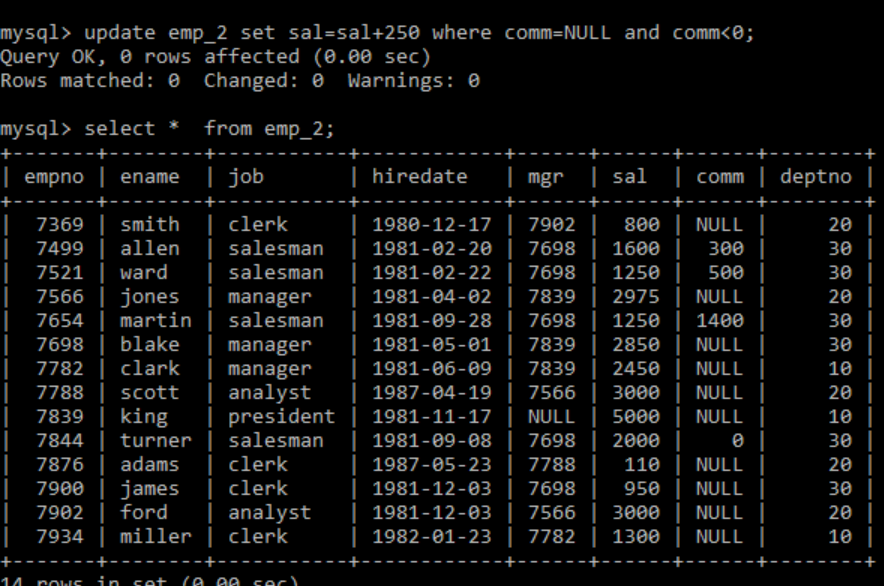 mysql> update emp_2 set sal=sal+250 where comm=NULL and comm<0;
Query OK, 0 rows affected (0.00 sec)
Rows matched: 0  Changed: 0  Warnings: 0
mysql> select *  from emp_2;
+-------+--------+-----------+------------+------+------+------+--------+
| empno | ename  | job       | hiredate   | mgr  | sal  | comm | deptno |
+-------+--------+-----------+------------+------+------+------+--------+
|  7369 | smith  | clerk     | 1980-12-17 | 7902 |  800 | NULL |     20 |
|  7499 | allen  | salesman  | 1981-02-20 | 7698 | 1600 |  300 |     30 |
|  7521 | ward   | salesman  | 1981-02-22 | 7698 | 1250 |  500 |     30 |
|  7566 | jones  | manager   | 1981-04-02 | 7839 | 2975 | NULL |     20 |
|  7654 | martin | salesman  | 1981-09-28 | 7698 | 1250 | 1400 |     30 |
|  7698 | blake  | manager   | 1981-05-01 | 7839 | 2850 | NULL |     30 |
|  7782 | clark  | manager   | 1981-06-09 | 7839 | 2450 | NULL |     10 |
|  7788 | scott  | analyst   | 1987-04-19 | 7566 | 3000 | NULL |     20 |
|  7839 | king   | president | 1981-11-17 | NULL | 5000 | NULL |     10 |
|  7844 | turner | salesman  | 1981-09-08 | 7698 | 2000 |    0 |     30 |
|  7876 | adams  | clerk     | 1987-05-23 | 7788 |  110 | NULL |     20 |
|  7900 | james  | clerk     | 1981-12-03 | 7698 |  950 | NULL |     30 |
|  7902 | ford   | analyst   | 1981-12-03 | 7566 | 3000 | NULL |     20 |
|  7934 | miller | clerk     | 1982-01-23 | 7782 | 1300 | NULL |     10 |
+-------+--------+-----------+------------+------+------+------+--------+
14 rows in set (0.00 sec)